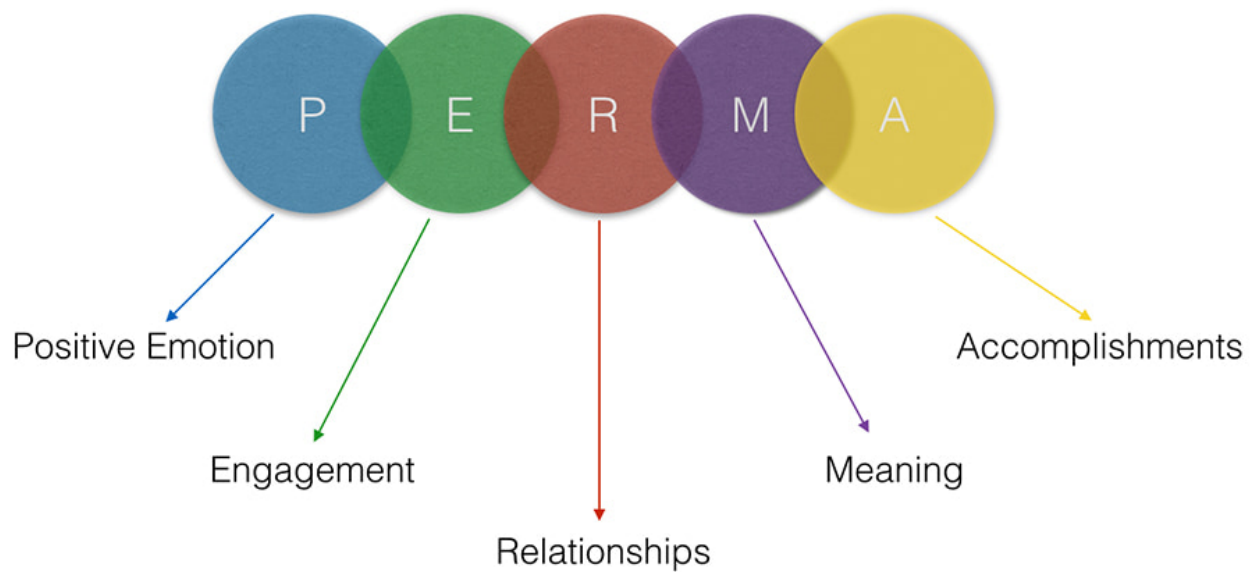 P E R M A
Positive Emotion
Accomplishments
Engagement
Meaning
Relationships